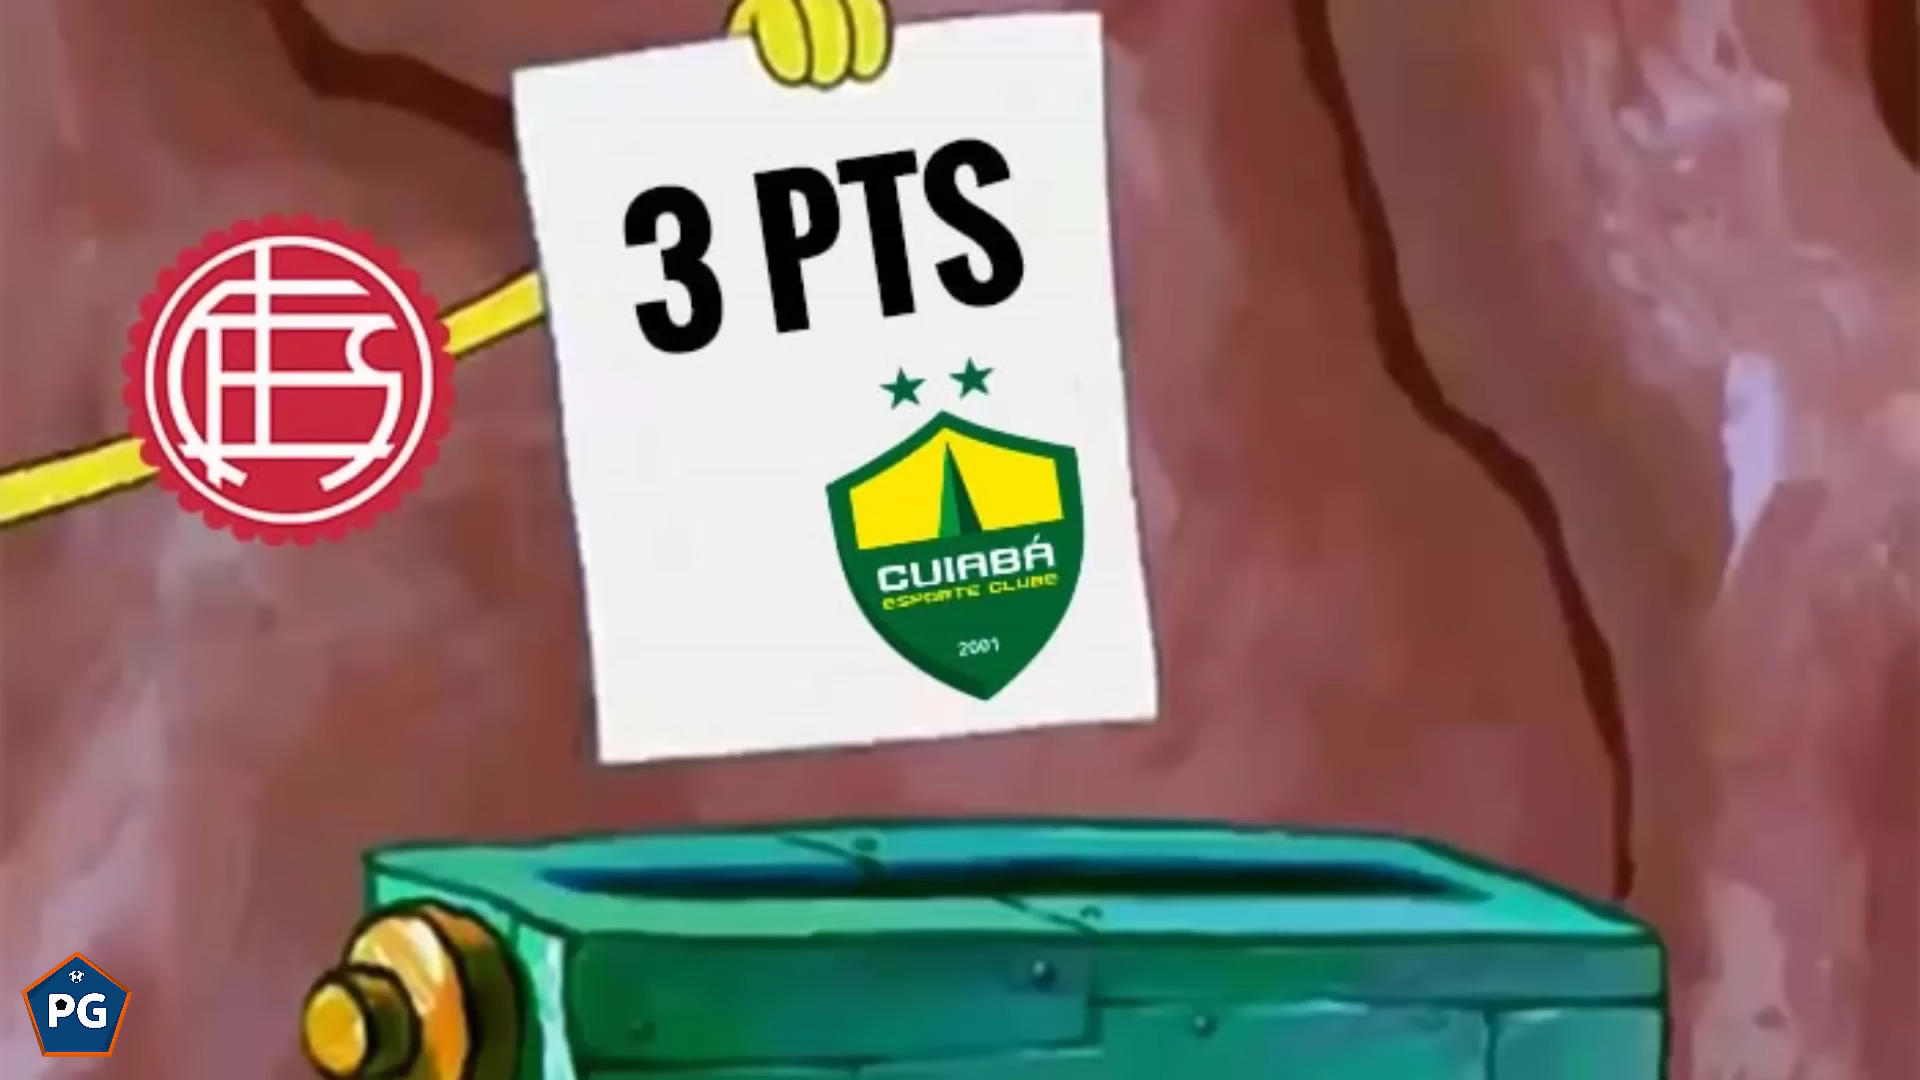 3 PTS
CUIABÁ
ESPORTE CLUBE
2001
PG